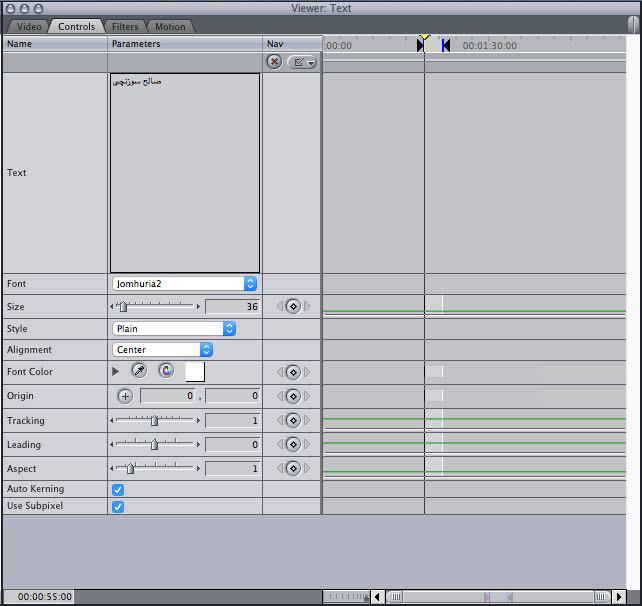 Viewer: Text
Video Controls Filters Motion
Name Parameters Nav :00:00 00:01:30:00
صالح سوزنچی
Text
Font Jomhuria2
Size 36
Style Plain
Alignment Center
Font Color
Origin 0 , 0
Tracking 1
Leading 0
Aspect 1
Auto Kerning
Use Subpixel
00:00:55:00